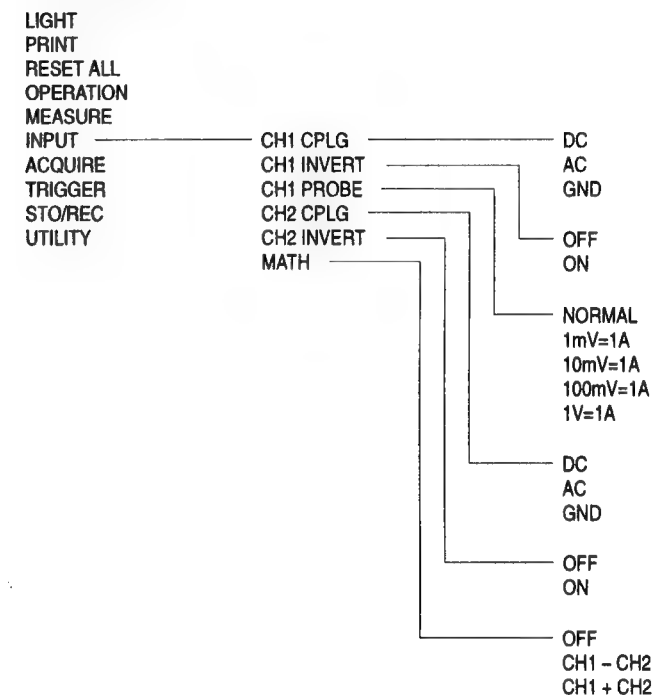 LIGHT
PRINT
RESET ALL
OPERATION
MEASURE
INPUT CH1 CPLG DC
ACQUIRE CH1 INVERT AC
TRIGGER CH1 PROBE GND
STO/REC CH2 CPLG
UTILITY CH2 INVERT OFF
MATH ON
NORMAL
1mV=1A
10mV=1A
100mV=1A
1V=1A
DC
AC
GND
OFF
ON
OFF
CH1 – CH2
CH1 + CH2